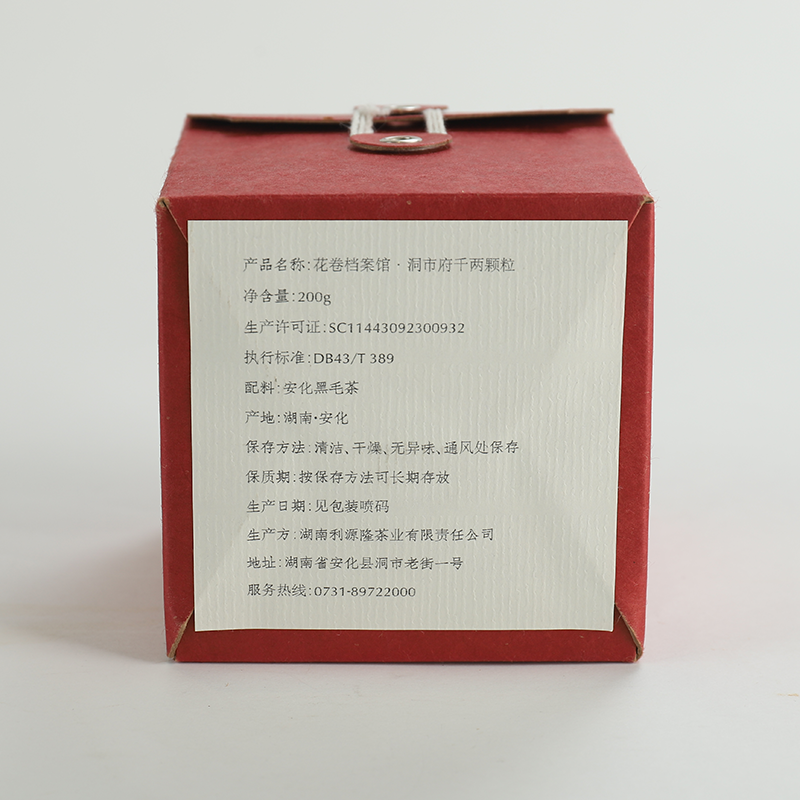 产品名称:花卷档案馆·洞市府千两颗粒
净含量:200g
生产许可证:SC11443092300932
执行标准:DB43/T 389
配料:安化黑毛茶
产地:湖南·安化
保存方法:清洁、干燥、无异味、通风处保存
保质期:按保存方法可长期存放
生产日期:见包装喷码
生产方:湖南利源隆茶业有限责任公司
地址:湖南省安化县洞市老街一号
服务热线:0731-89722000